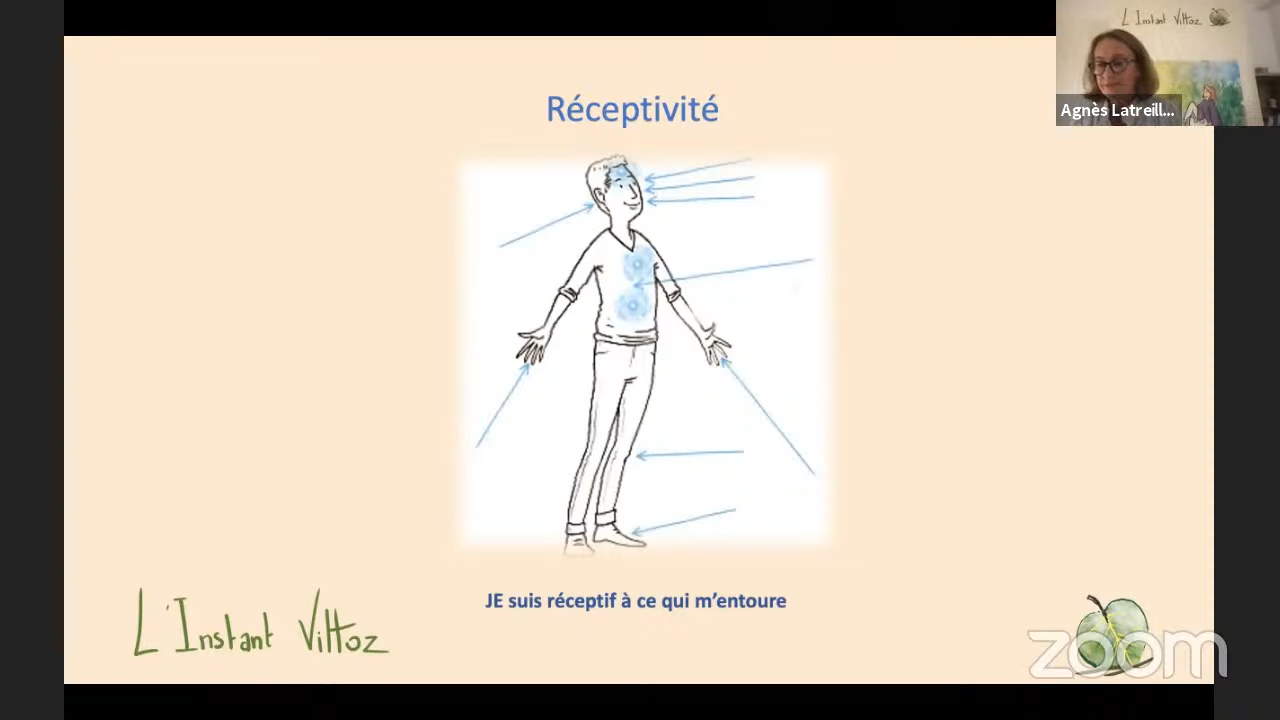 L'Instant Vittoz
Agnès Latreill...
Réceptivité
JE suis réceptif à ce qui m'entoure
L'Instant Vittoz
zoom